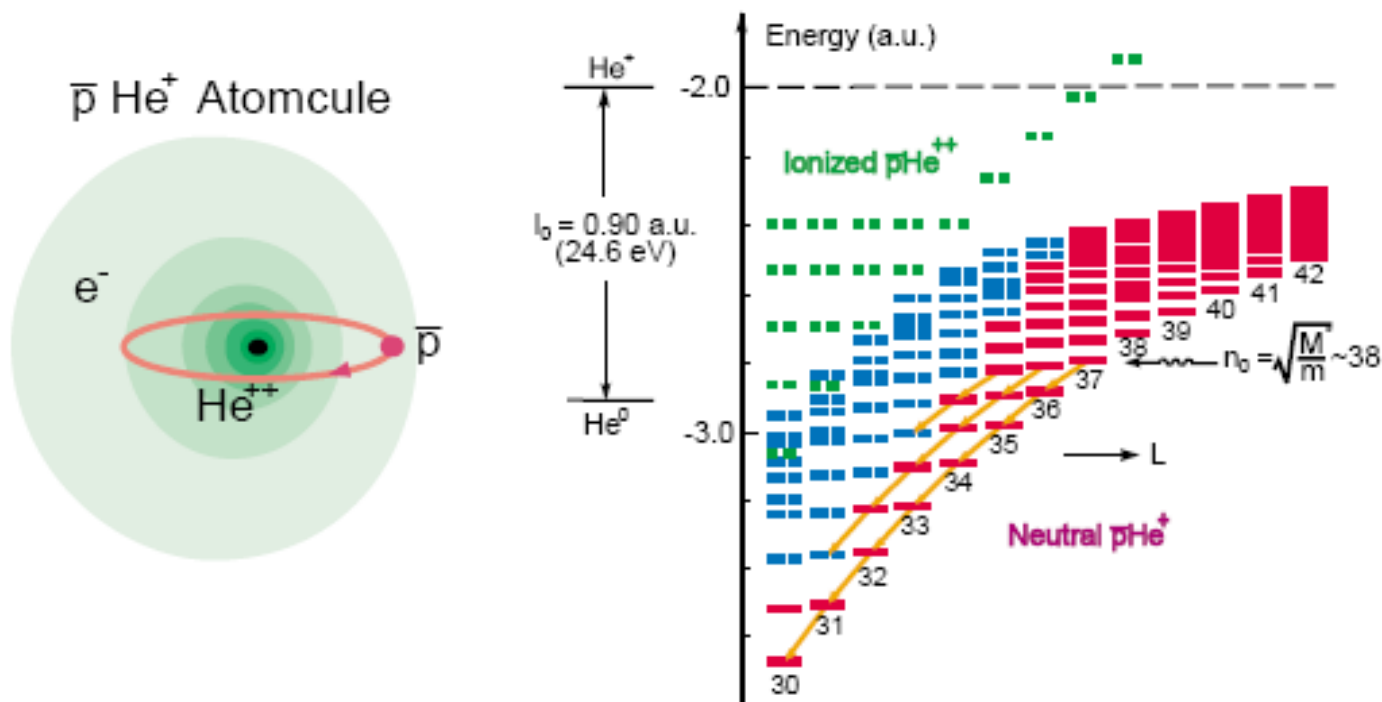 p̅ He⁺ Atomcule
e⁻
p̅
He⁺⁺
He⁺
I₀ = 0.90 a.u.
(24.6 eV)
He⁰
Energy (a.u.)
-2.0
-3.0
Ionized p̅He⁺⁺
42
41
40
39
38
37
36
35
34
33
32
31
30
n₀ = √M/m ~38
L
Neutral p̅He⁺